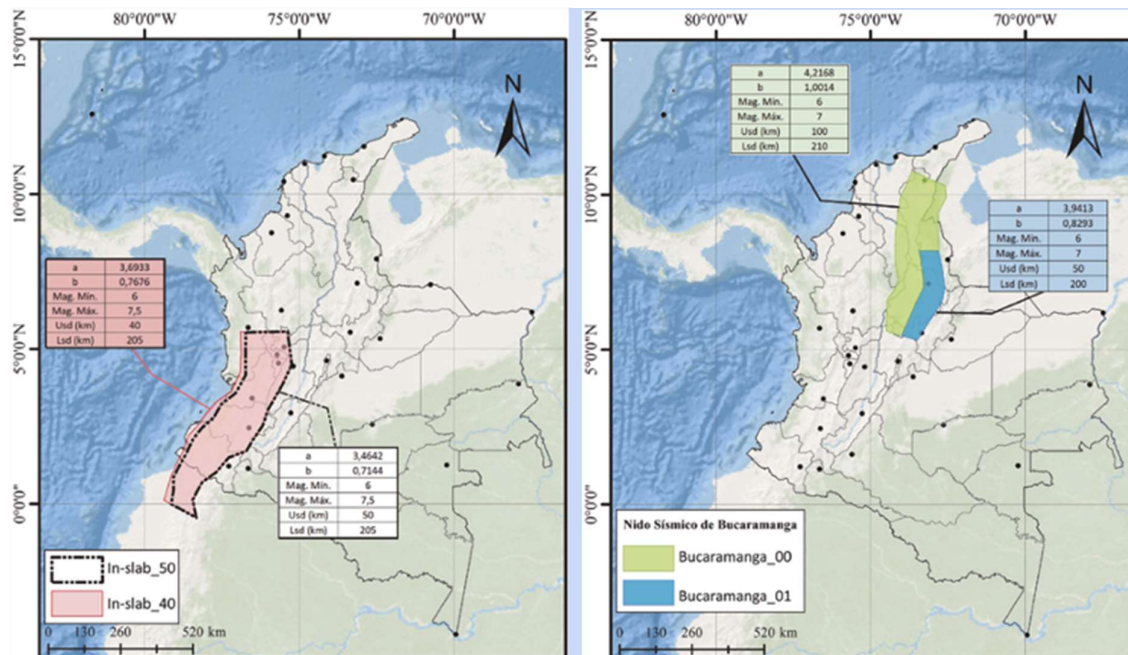 80°0'0"W 75°0'0"W 70°0'0"W
15°0'0"N
N
10°0'0"N
a 3,6933
b 0,7676
Mag. Mín. 6
Mag. Máx. 7,5
Usd (km) 40
Lsd (km) 205
5°0'0"N
a 3,4642
b 0,7144
Mag. Mín. 6
Mag. Máx. 7,5
Usd (km) 50
Lsd (km) 205
0°0'0"
In-slab_50
In-slab_40
0 130 260 520 km
80°0'0"W 75°0'0"W 70°0'0"W
15°0'0"N
a 4,2168
b 1,0014
Mag. Mín. 6
Mag. Máx. 7
Usd (km) 100
Lsd (km) 210
N
10°0'0"N
a 3,9413
b 0,8293
Mag. Mín. 6
Mag. Máx. 7
Usd (km) 50
Lsd (km) 200
5°0'0"N
0°0'0"
Nido Sísmico de Bucaramanga
Bucaramanga_00
Bucaramanga_01
0 130 260 520 km